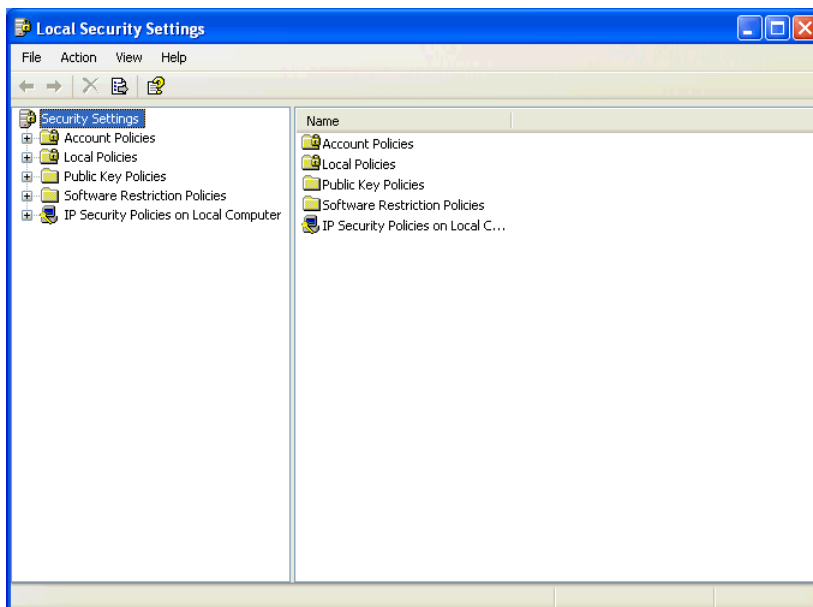 Local Security Settings
File Action View Help
Security Settings
Account Policies
Local Policies
Public Key Policies
Software Restriction Policies
IP Security Policies on Local Computer
Name
Account Policies
Local Policies
Public Key Policies
Software Restriction Policies
IP Security Policies on Local C...